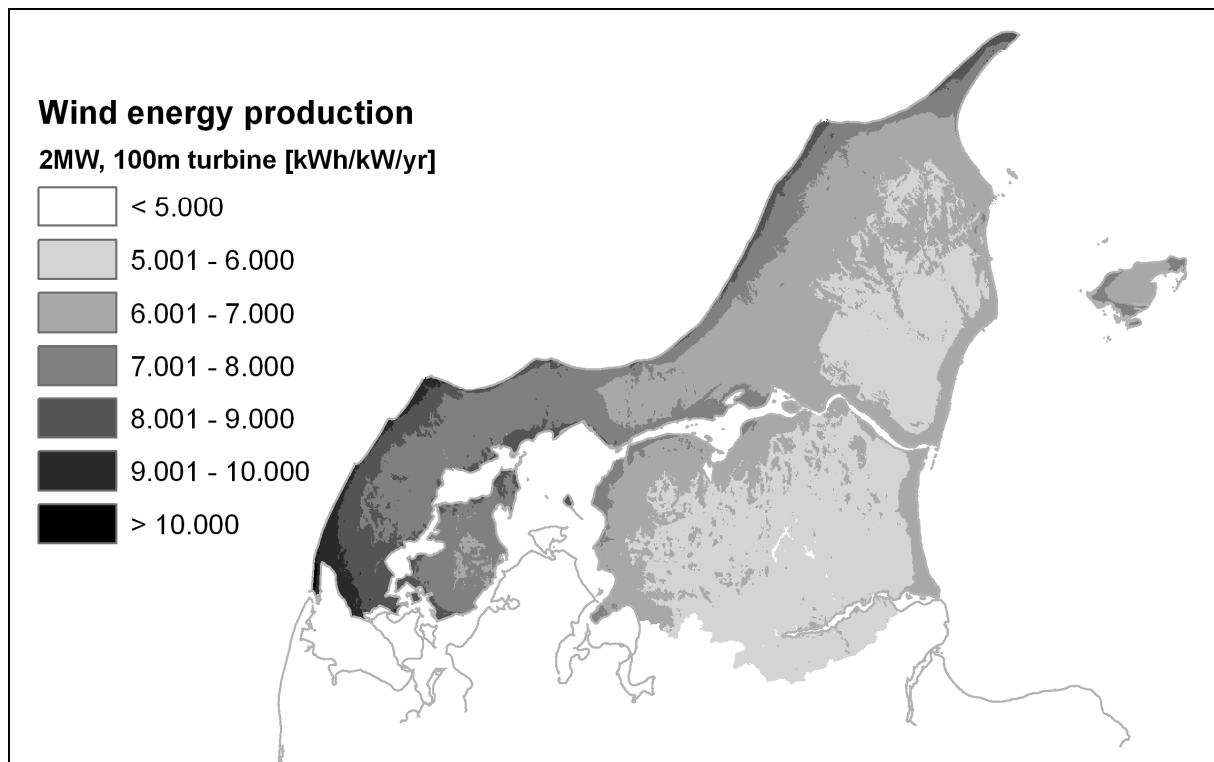 Wind energy production
2MW, 100m turbine [kWh/kW/yr]
< 5.000
5.001 - 6.000
6.001 - 7.000
7.001 - 8.000
8.001 - 9.000
9.001 - 10.000
> 10.000